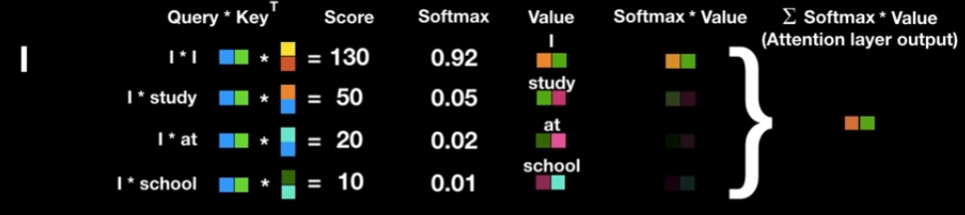 Query * Key^T Score Softmax Value Softmax * Value Σ Softmax * Value
(Attention layer output)
I I * I * = 130 0.92 I
I * study * = 50 0.05 study
I * at * = 20 0.02 at
I * school * = 10 0.01 school